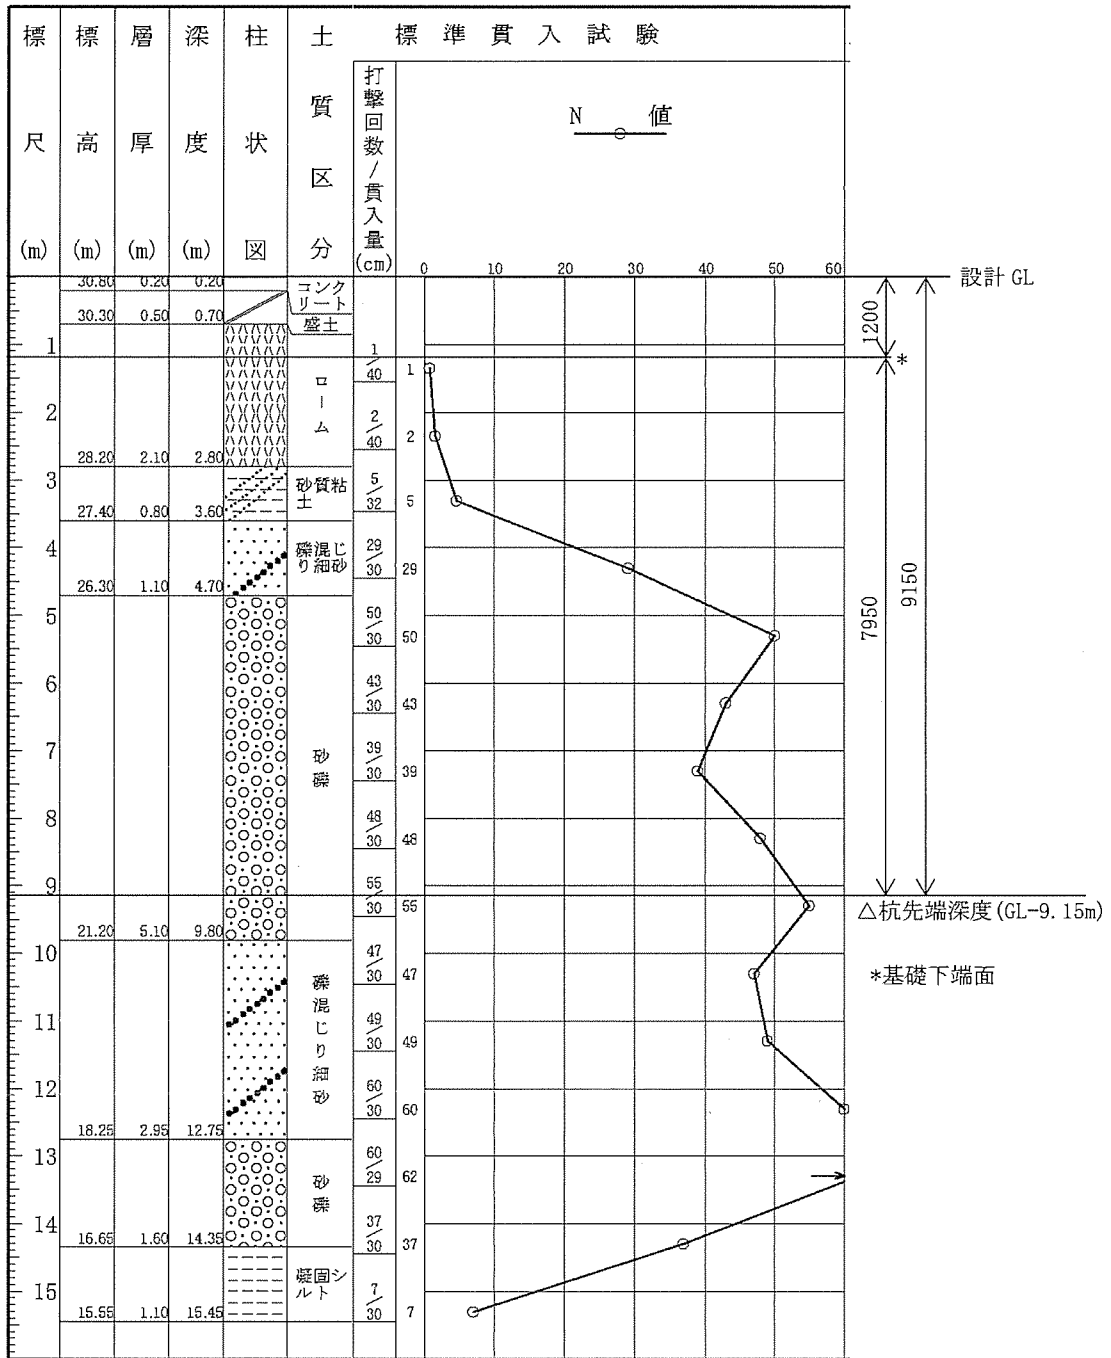 標尺(m) 標高(m) 層厚(m) 深度(m) 柱状図 土質区分 標準貫入試験
打撃回数/貫入量(cm)
N 値
0 10 20 30 40 50 60
設計 GL
30.80 0.20 0.20 コンクリート
30.30 0.50 0.70 盛土
1200
1
1/40 1
*
ローム
2
2/40 2
28.20 2.10 2.80
3
砂質粘土
5/32 5
27.40 0.80 3.60
4
礫混じり細砂
29/30 29
26.30 1.10 4.70
5
50/30 50
7950
9150
6
43/30 43
7
砂礫
39/30 39
8
48/30 48
9
55/30 55
△杭先端深度(GL-9.15m)
21.20 5.10 9.80
10
47/30 47
*基礎下端面
礫混じり細砂
11
49/30 49
12
60/30 60
18.25 2.95 12.75
13
60/29 62
砂礫
14
37/30 37
16.65 1.60 14.35
凝固シルト
15
7/30 7
15.55 1.10 15.45